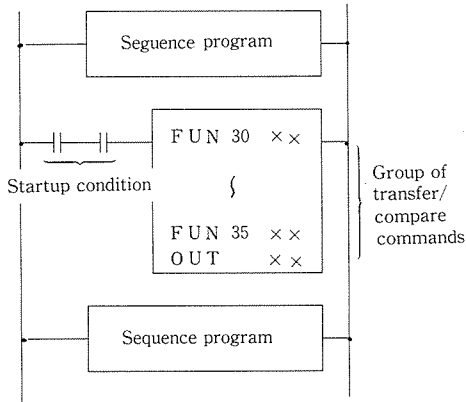 Seguence program
FUN 30 ××
Startup condition
FUN 35 ××
OUT ××
Group of
transfer/
compare
commands
Sequence program